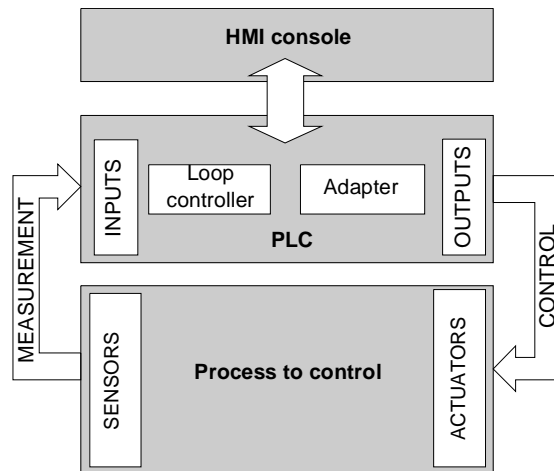 HMI console
MEASUREMENT
INPUTS
Loop
controller
Adapter
OUTPUTS
PLC
CONTROL
SENSORS
Process to control
ACTUATORS